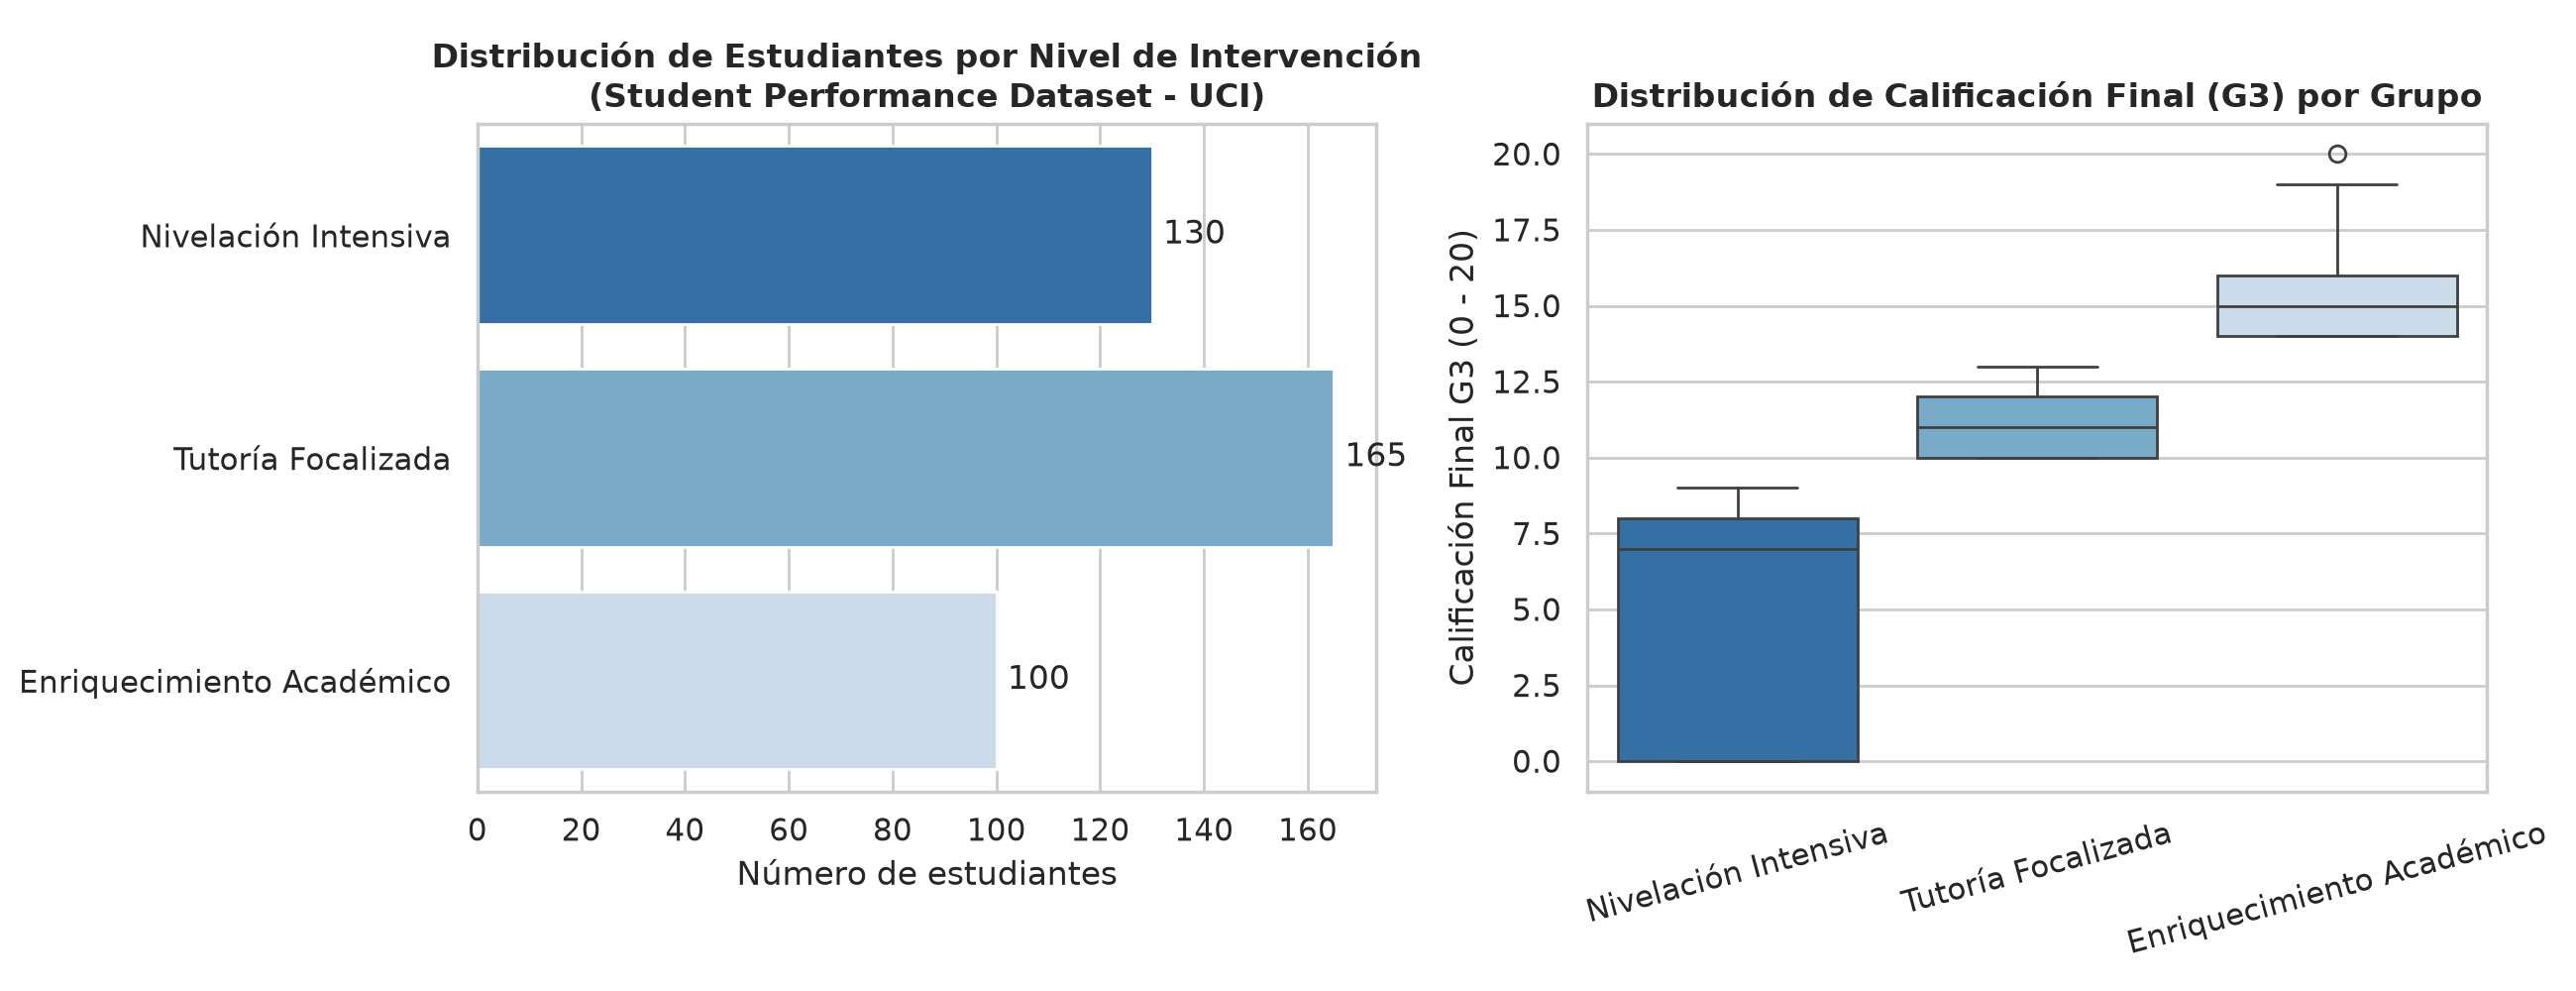 Distribución de Estudiantes por Nivel de Intervención
(Student Performance Dataset - UCI)
Nivelación Intensiva
130
Tutoría Focalizada
165
Enriquecimiento Académico
100
0 20 40 60 80 100 120 140 160
Número de estudiantes
Distribución de Calificación Final (G3) por Grupo
Calificación Final G3 (0 - 20)
20.0
17.5
15.0
12.5
10.0
7.5
5.0
2.5
0.0
Nivelación Intensiva
Tutoría Focalizada
Enriquecimiento Académico